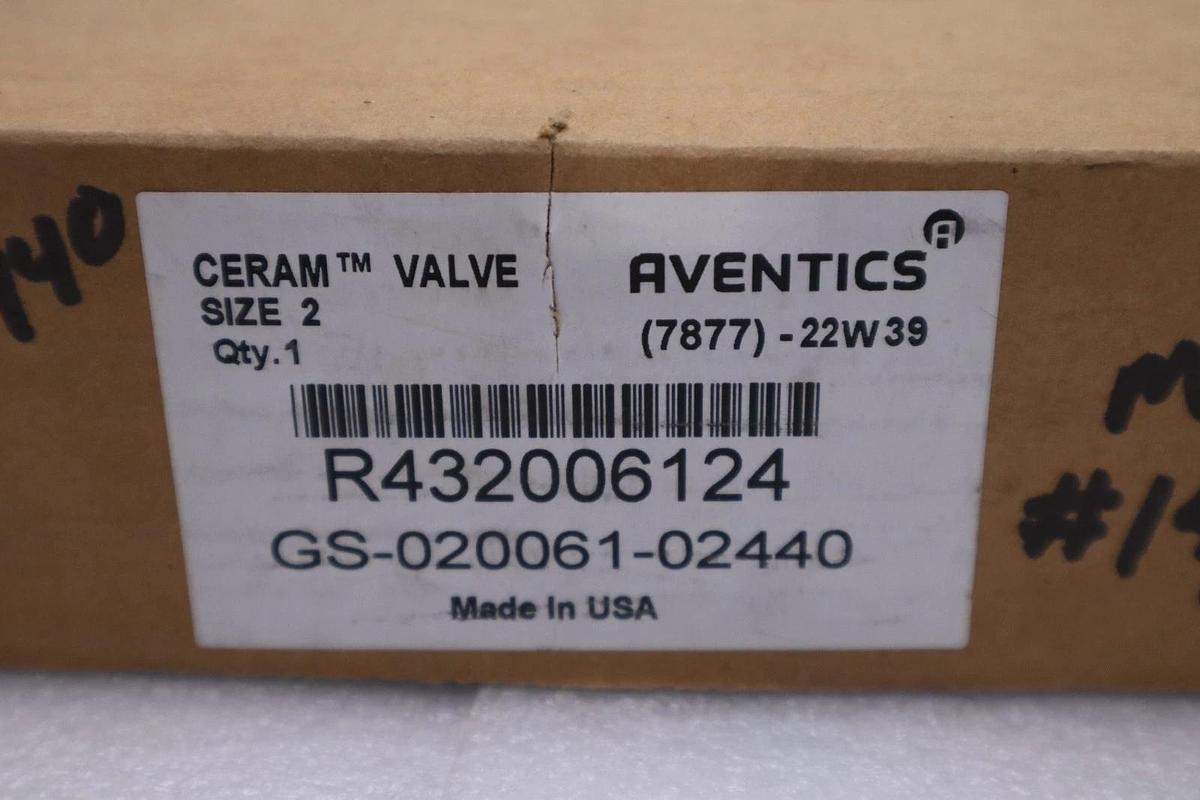 CERAM™ VALVE
SIZE 2
Qty.1
AVENTICS
(7877) -22W39
R432006124
GS-020061-02440
Made In USA